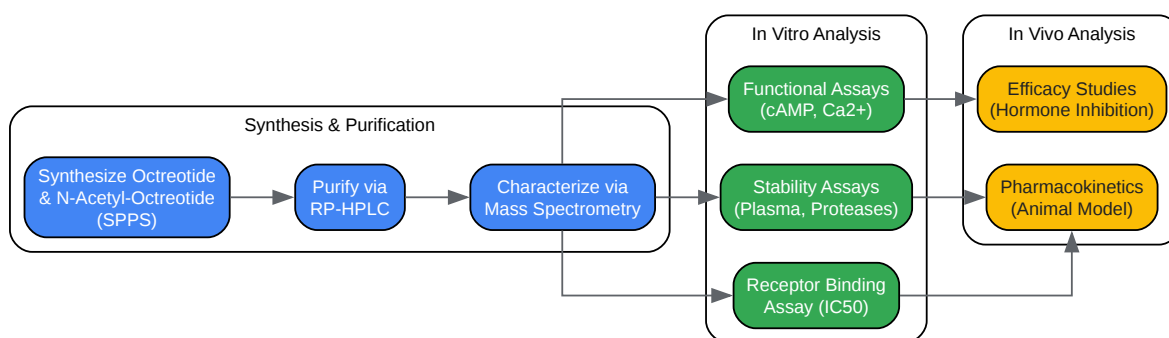 Synthesis & Purification
Synthesize Octreotide
& N-Acetyl-Octreotide
(SPPS)
Purify via
RP-HPLC
Characterize via
Mass Spectrometry
In Vitro Analysis
Functional Assays
(cAMP, Ca2+)
Stability Assays
(Plasma, Proteases)
Receptor Binding
Assay (IC50)
In Vivo Analysis
Efficacy Studies
(Hormone Inhibition)
Pharmacokinetics
(Animal Model)